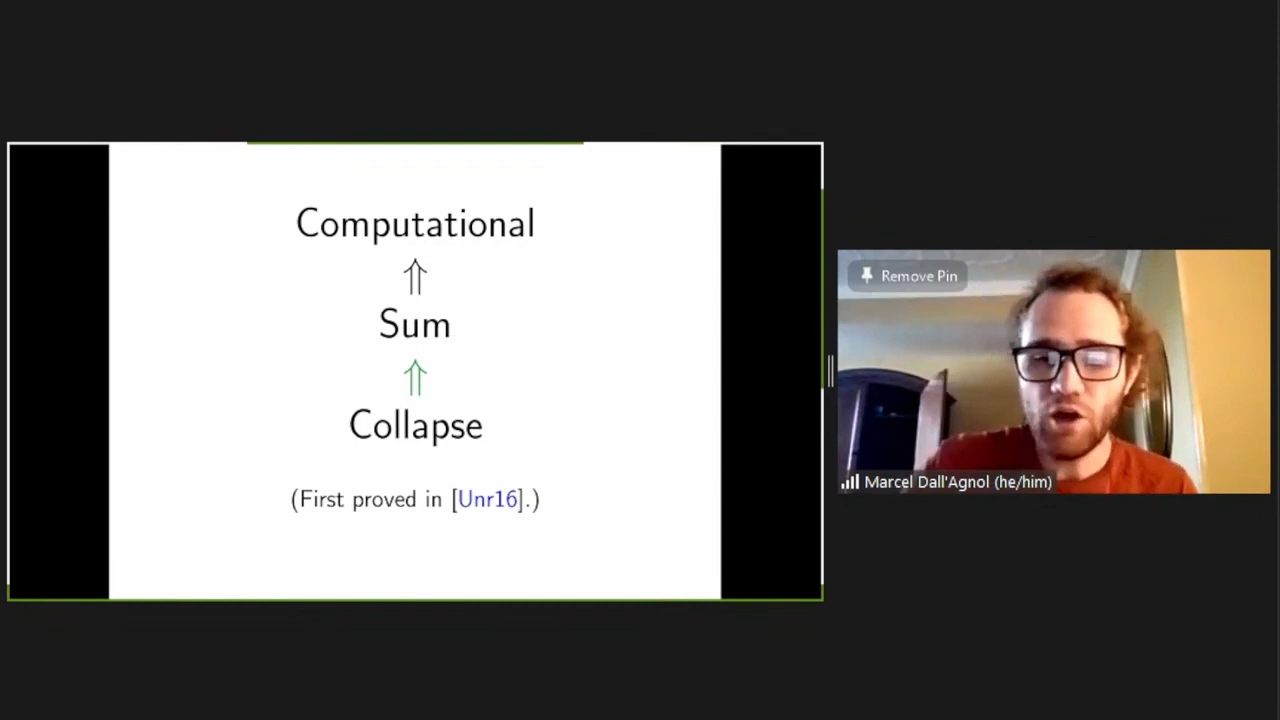 Computational
⇑
Sum
⇑
Collapse
(First proved in [Unr16].)
Remove Pin
Marcel Dall'Agnol (he/him)